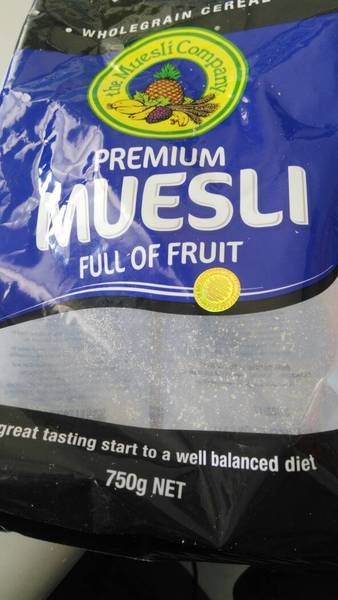 • WHOLEGRAIN CEREAL
the Muesli Company
PREMIUM
MUESLI
FULL OF FRUIT
great tasting start to a well balanced diet
750g NET